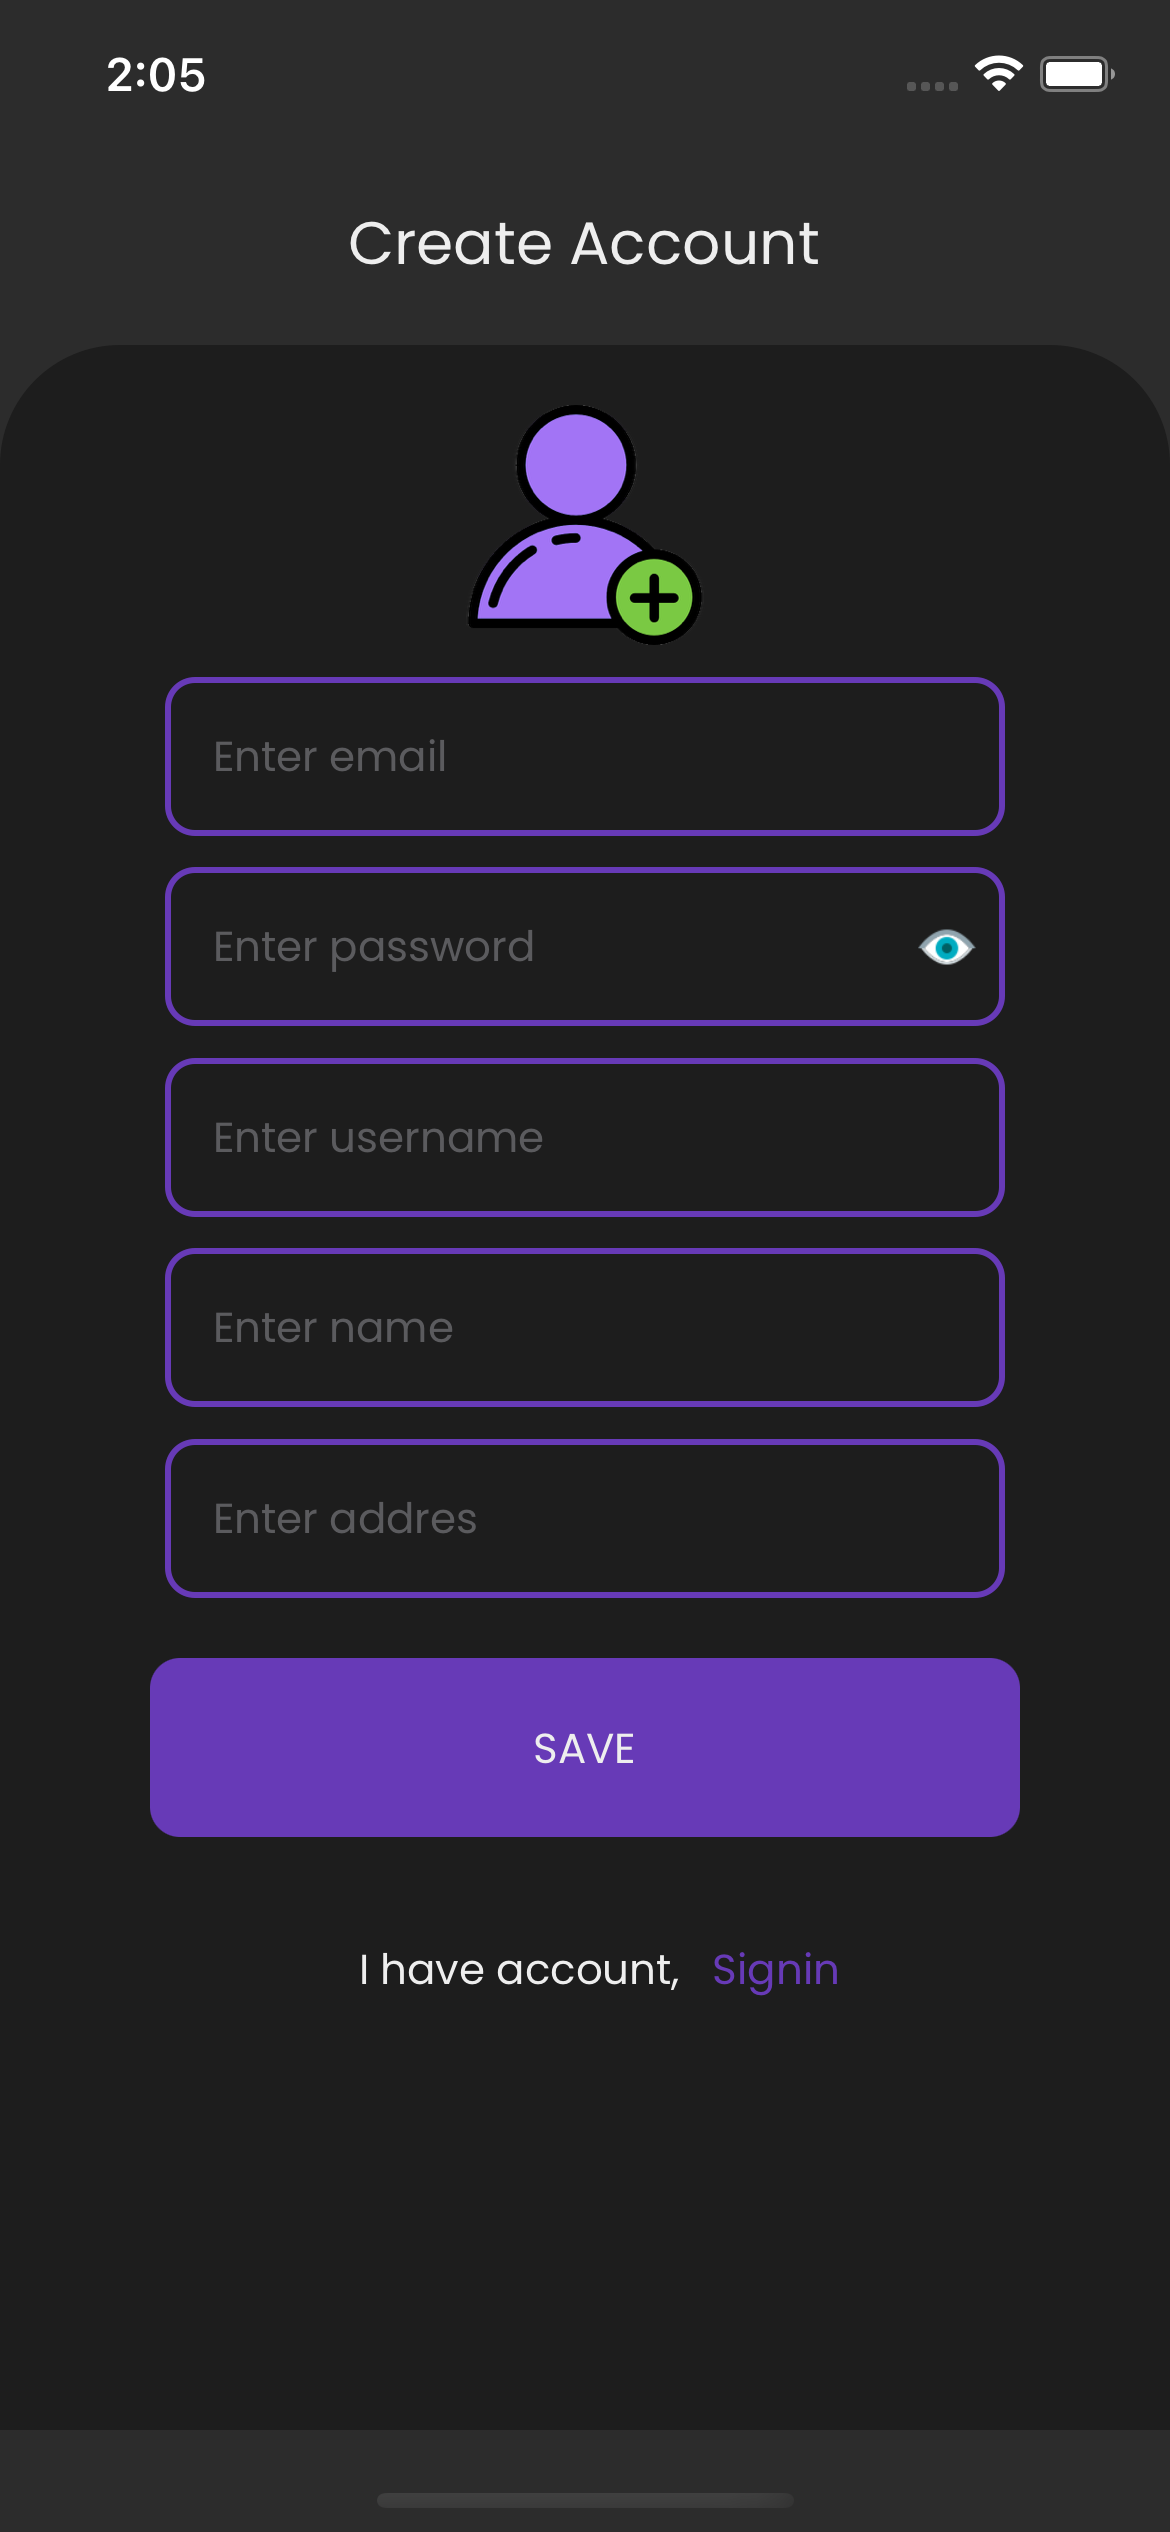 2:05
Create Account
Enter email
Enter password
Enter username
Enter name
Enter addres
SAVE
I have account, Signin